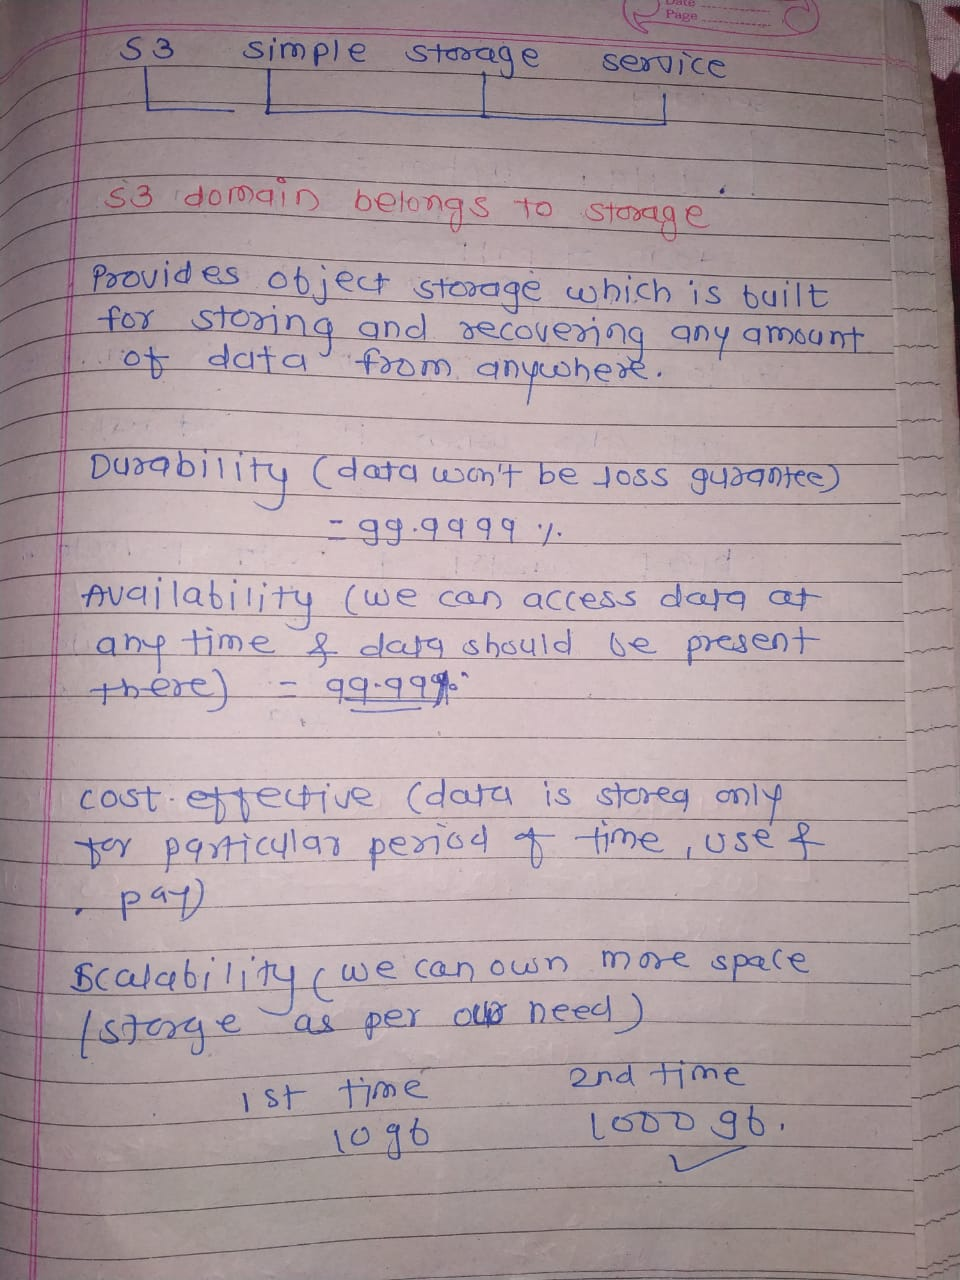 Date
Page
S3 simple storage service
S3 domain belongs to storage
Provides object storage which is built
for storing and recovering any amount
of data from anywhere.
Durability (data won't be loss gurantee)
= 99.9999 %.
Availability (we can access data at
any time & data should be present
there) = 99.99%
cost effective (data is stored only
for particular period of time, use &
pay)
Scalability (we can own more space
/storge as per our need)
1st time 2nd time
10 gb 1000 gb.